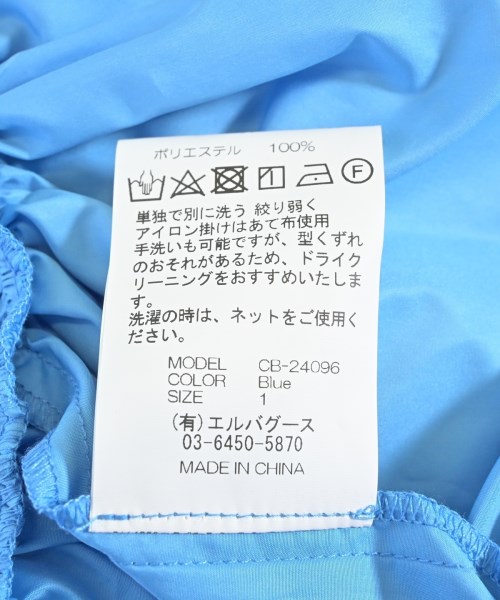 ポリエステル 100%
F
単独で別に洗う 絞り弱く
アイロン掛けはあて布使用
手洗いも可能ですが、型くずれ
のおそれがあるため、ドライク
リーニングをおすすめいたしま
す。
洗濯の時は、ネットをご使用く
ださい。
MODEL CB-24096
COLOR Blue
SIZE 1
(有)エルバグース
03-6450-5870
MADE IN CHINA